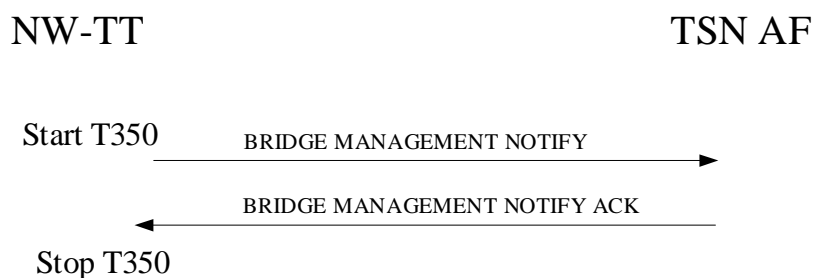 NW-TT
TSN AF
Start T350
BRIDGE MANAGEMENT NOTIFY
BRIDGE MANAGEMENT NOTIFY ACK
Stop T350